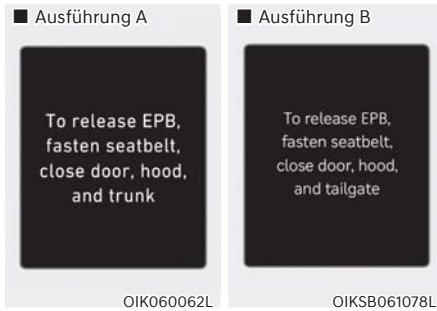 ■ Ausführung A
To release EPB,
fasten seatbelt,
close door, hood,
and trunk
OIK060062L
■ Ausführung B
To release EPB,
fasten seatbelt,
close door, hood,
and tailgate
OIKSB061078L